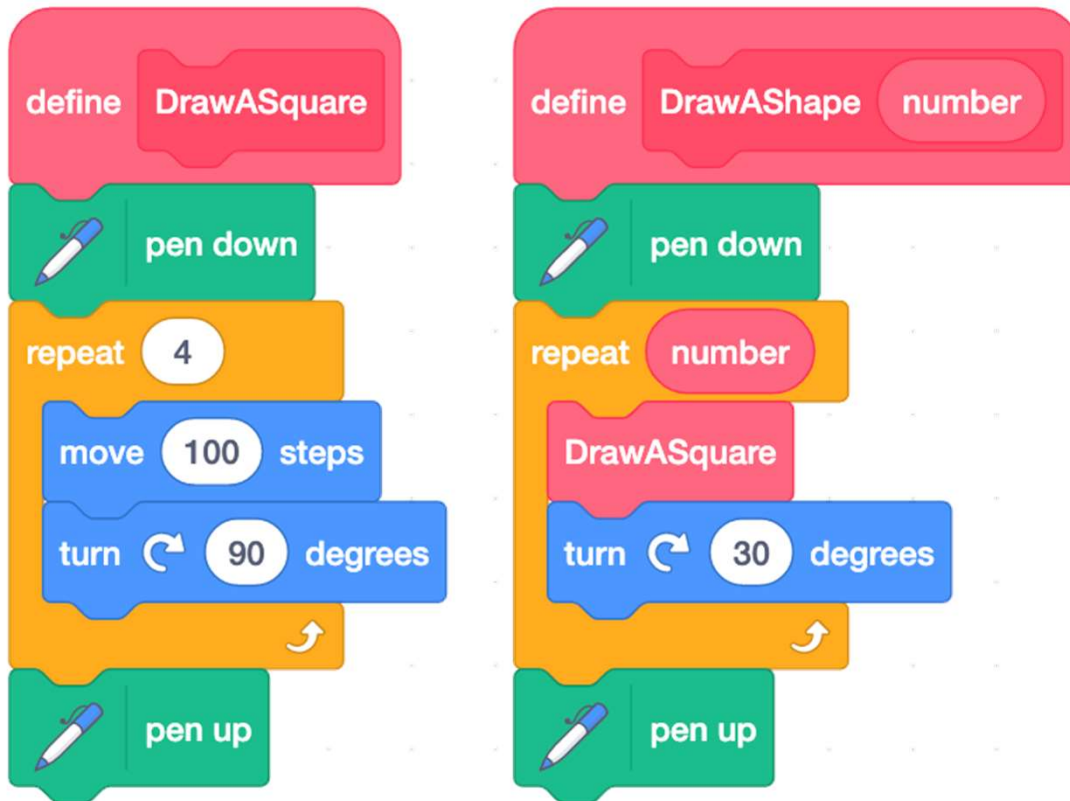 define DrawASquare
pen down
repeat 4
move 100 steps
turn 90 degrees
pen up
define DrawAShape number
pen down
repeat number
DrawASquare
turn 30 degrees
pen up